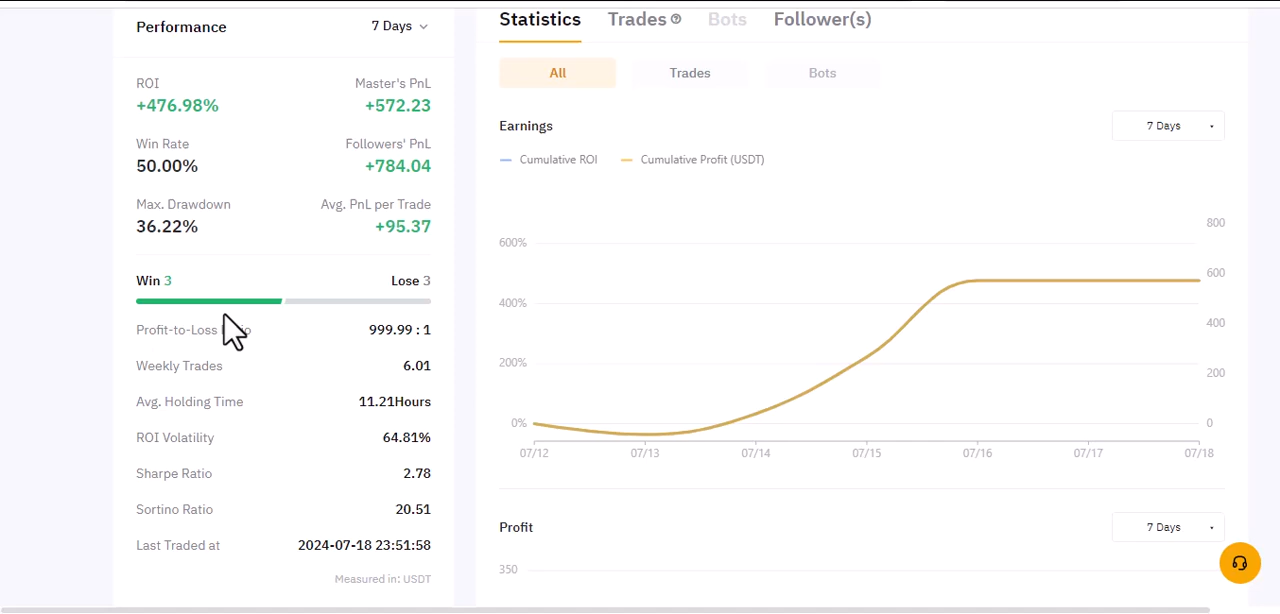 Performance
7 Days
ROI
Master's PnL
+476.98%
+572.23
Win Rate
Followers' PnL
50.00%
+784.04
Max. Drawdown
Avg. PnL per Trade
36.22%
+95.37
Win 3
Lose 3
Profit-to-Loss
999.99 : 1
Weekly Trades
6.01
Avg. Holding Time
11.21Hours
ROI Volatility
64.81%
Sharpe Ratio
2.78
Sortino Ratio
20.51
Last Traded at
2024-07-18 23:51:58
Measured in: USDT
Statistics
Trades
Bots
Follower(s)
All
Trades
Bots
Earnings
7 Days
Cumulative ROI
Cumulative Profit (USDT)
600%
400%
200%
0%
800
600
400
200
0
07/12
07/13
07/14
07/15
07/16
07/17
07/18
Profit
7 Days
350